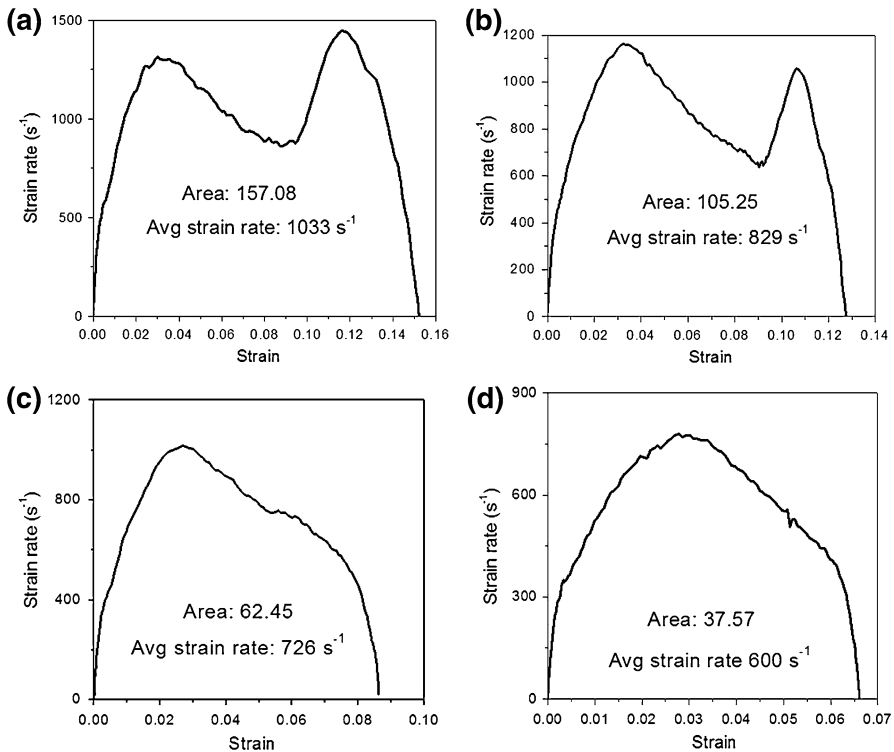 (a)
1500
1000
500
0
Strain rate (s-1)
Area: 157.08
Avg strain rate: 1033 s-1
0.00 0.02 0.04 0.06 0.08 0.10 0.12 0.14 0.16
Strain
(b)
1200
1000
800
600
400
200
0
Strain rate (s-1)
Area: 105.25
Avg strain rate: 829 s-1
0.00 0.02 0.04 0.06 0.08 0.10 0.12 0.14
Strain
(c)
1200
800
400
0
Strain rate (s-1)
Area: 62.45
Avg strain rate: 726 s-1
0.00 0.02 0.04 0.06 0.08 0.10
Strain
(d)
900
600
300
0
Strain rate (s-1)
Area: 37.57
Avg strain rate 600 s-1
0.00 0.01 0.02 0.03 0.04 0.05 0.06 0.07
Strain